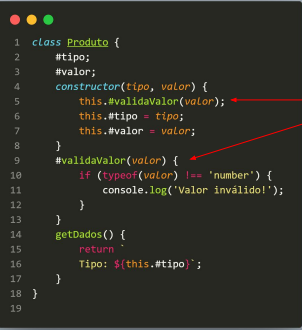 1 class Produto {
2 #tipo;
3 #valor;
4 constructor(tipo, valor) {
5 this.#validaValor(valor);
6 this.#tipo = tipo;
7 this.#valor = valor;
8 }
9 #validaValor(valor) {
10 if (typeof(valor) !== 'number') {
11 console.log('Valor inválido!');
12 }
13 }
14 getDados() {
15 return `
16 Tipo: ${this.#tipo}`;
17 }
18 }
19